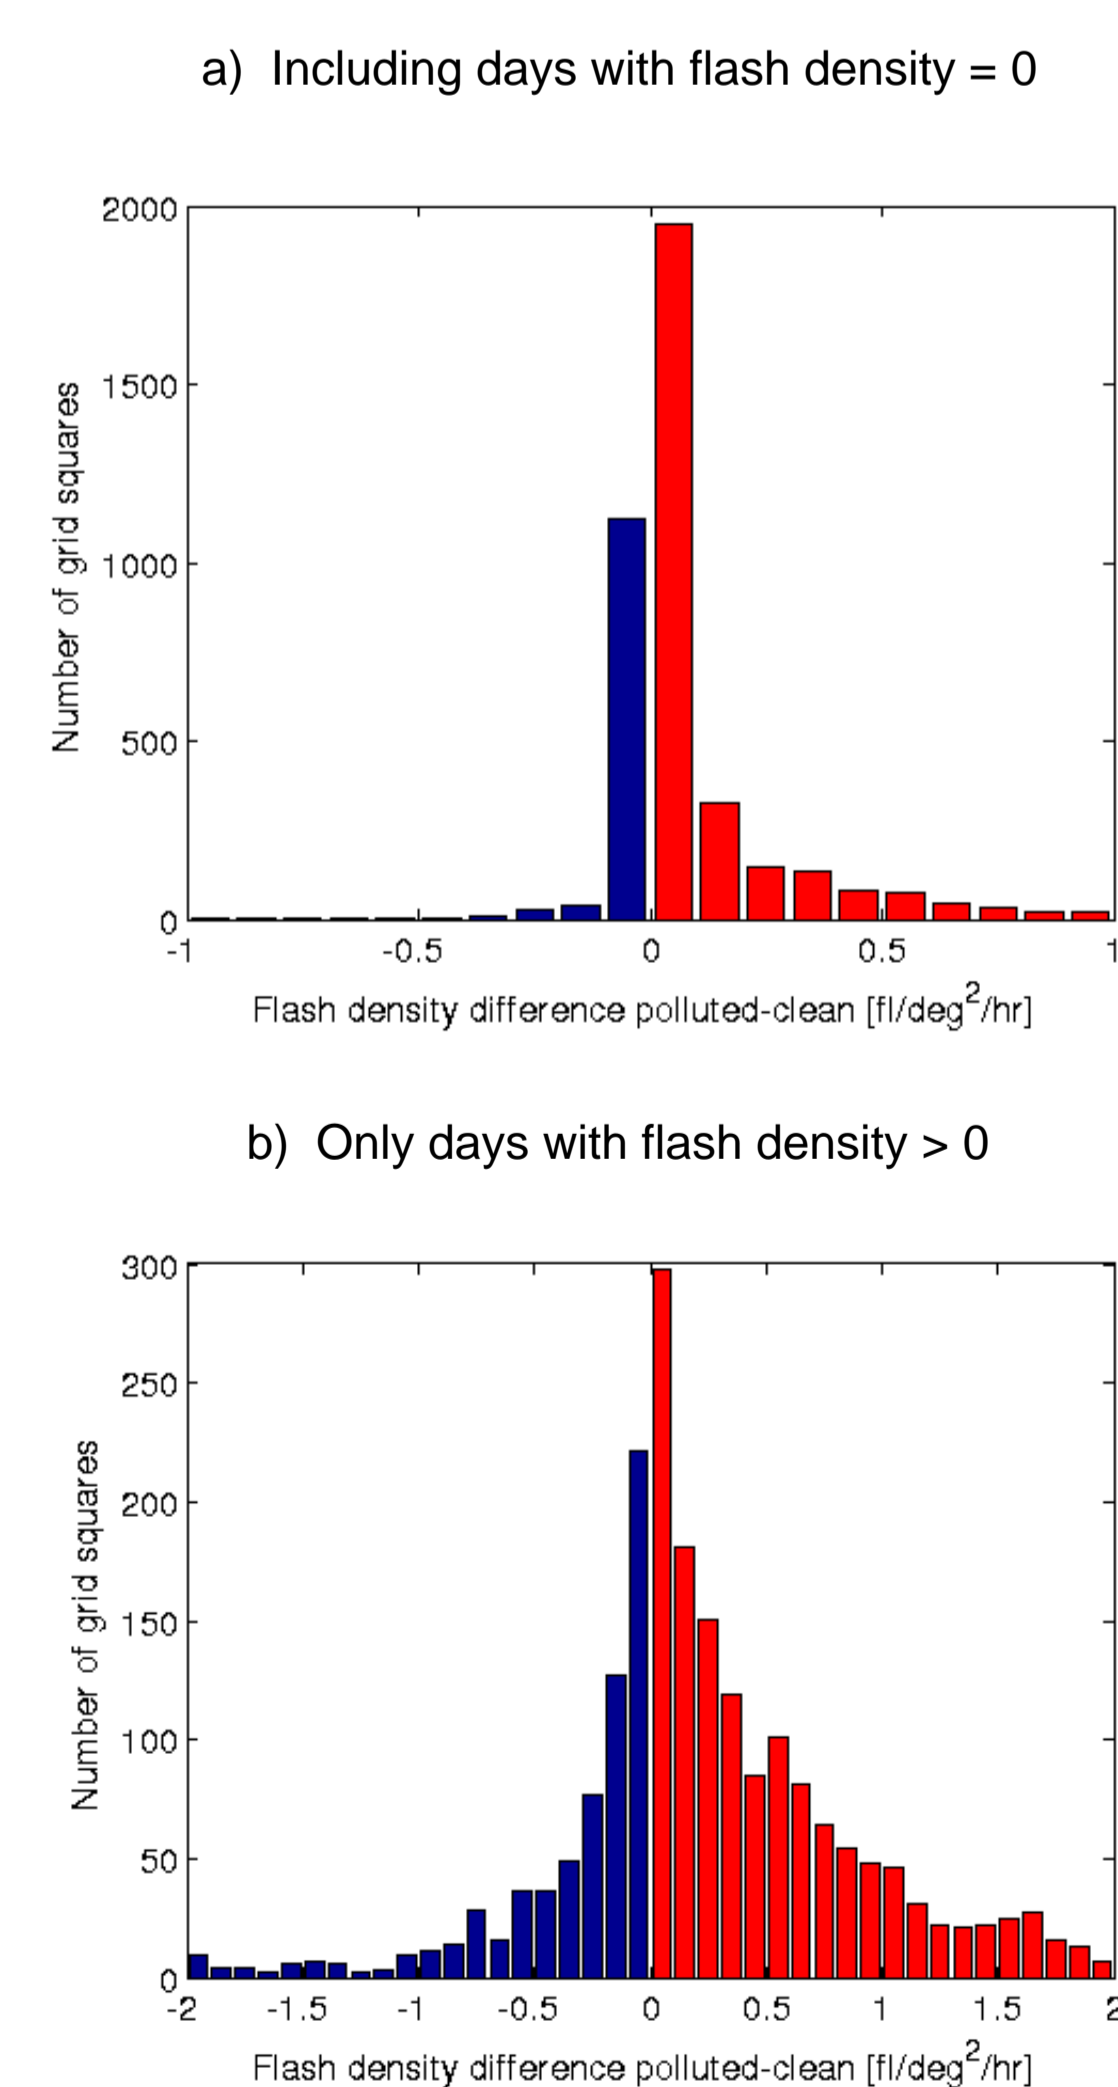 a) Including days with flash density = 0
2000
1500
1000
500
0
Number of grid squares
-1 -0.5 0 0.5 1
Flash density difference polluted-clean [fl/deg²/hr]
b) Only days with flash density > 0
300
250
200
150
100
50
0
Number of grid squares
-2 -1.5 -1 -0.5 0 0.5 1 1.5 2
Flash density difference polluted-clean [fl/deg²/hr]